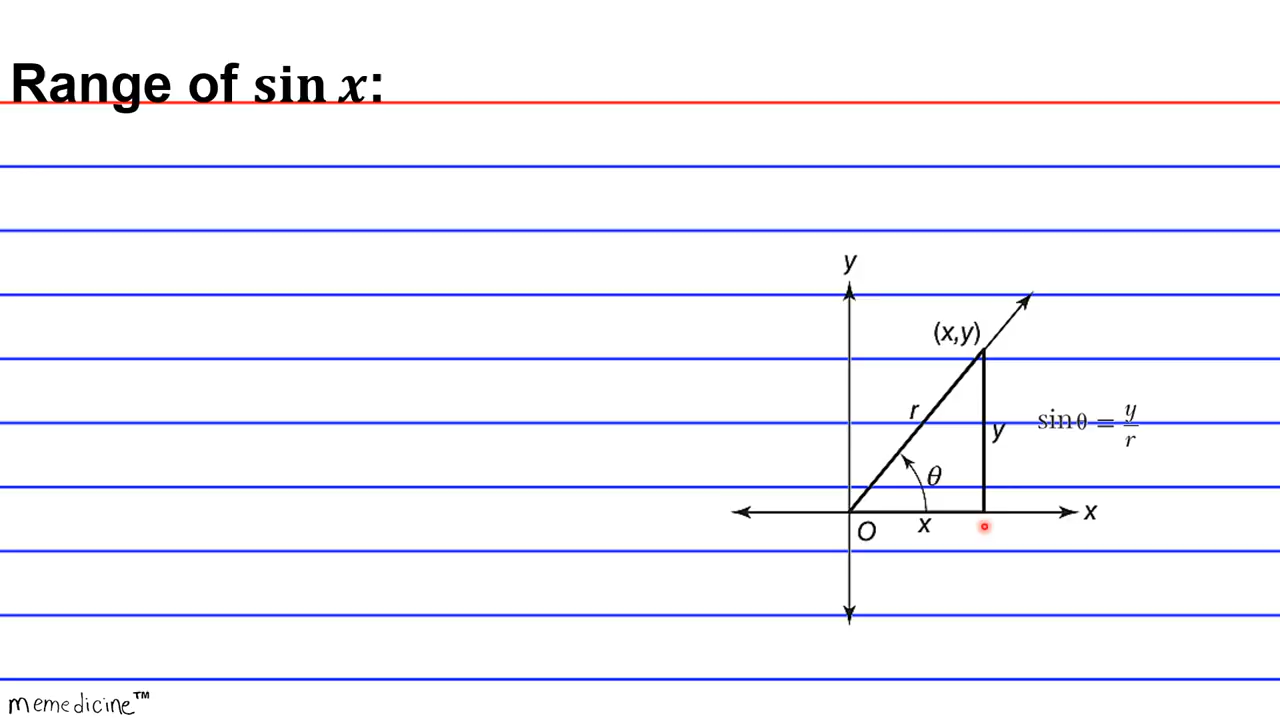 Range of sin x:
y
(x,y)
r
y
sin θ = y/r
θ
x
O
x
memedicine™